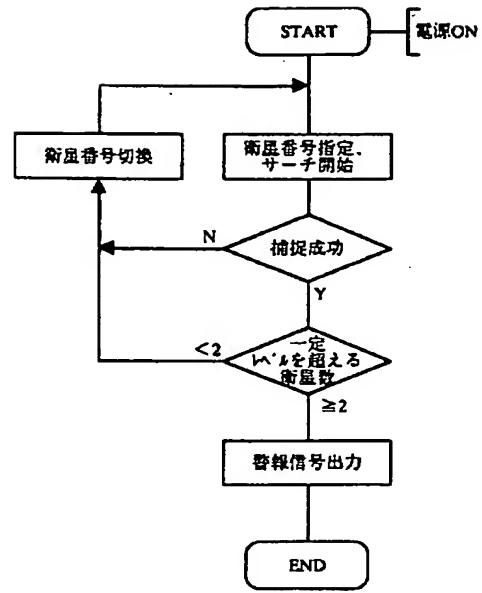 START
電源ON
衛星番号切換
衛星番号指定、
サーチ開始
N
捕捉成功
Y
<2
一定
レベルを超える
衛星数
≧2
警報信号出力
END